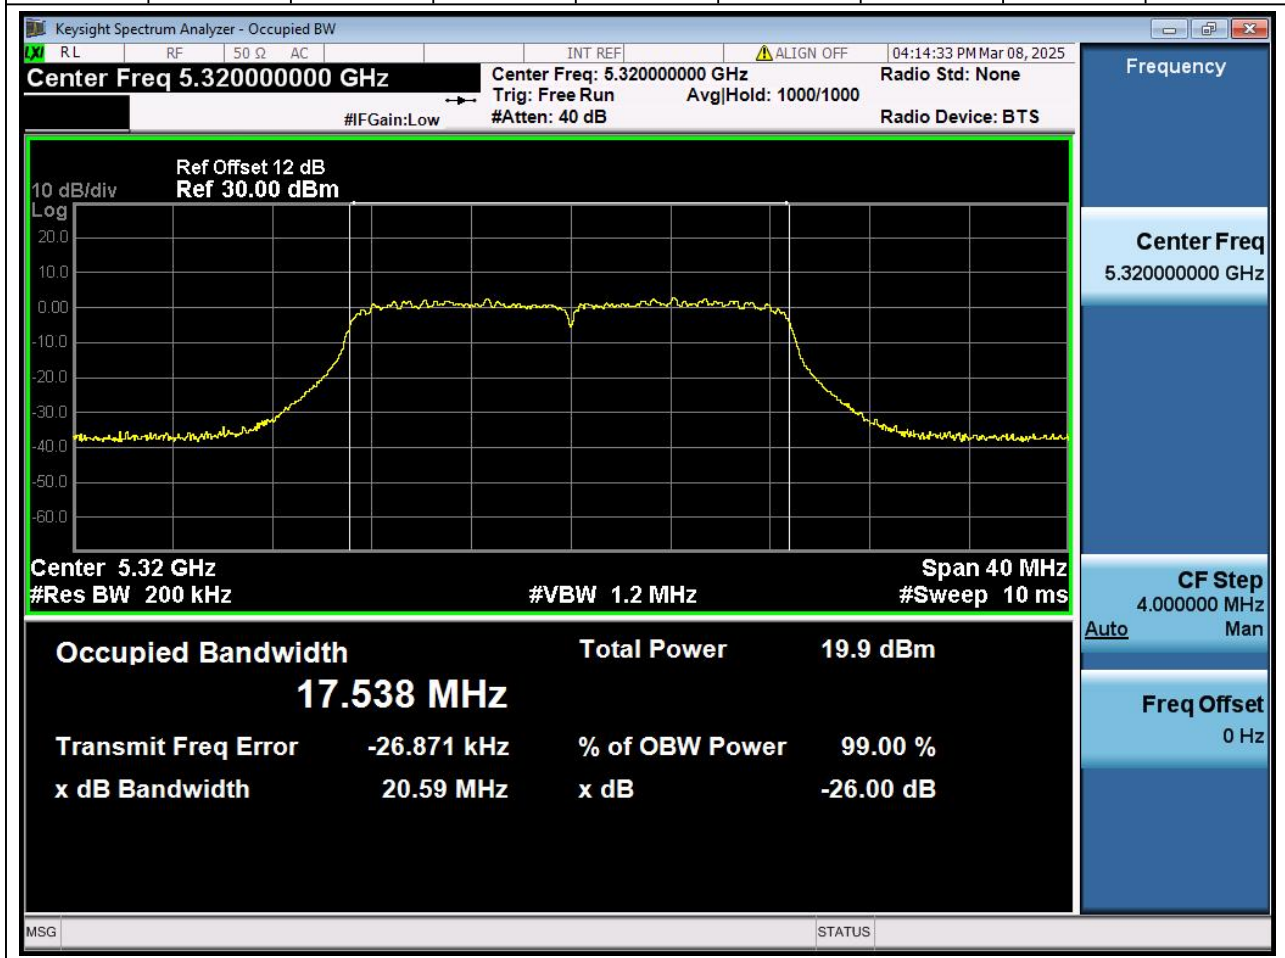 Keysight Spectrum Analyzer - Occupied BW
LXI RL RF 50 Ω AC INT REF ALIGN OFF 04:14:33 PM Mar 08, 2025
Center Freq 5.320000000 GHz
Center Freq: 5.320000000 GHz Radio Std: None
Trig: Free Run Avg|Hold: 1000/1000
#IFGain:Low #Atten: 40 dB Radio Device: BTS
Ref Offset 12 dB
10 dB/div Ref 30.00 dBm
Log
20.0
10.0
0.00
-10.0
-20.0
-30.0
-40.0
-50.0
-60.0
Center 5.32 GHz Span 40 MHz
#Res BW 200 kHz #VBW 1.2 MHz #Sweep 10 ms
Occupied Bandwidth Total Power 19.9 dBm
17.538 MHz
Transmit Freq Error -26.871 kHz % of OBW Power 99.00 %
x dB Bandwidth 20.59 MHz x dB -26.00 dB
Frequency
Center Freq
5.320000000 GHz
CF Step
4.000000 MHz
Auto Man
Freq Offset
0 Hz
MSG STATUS